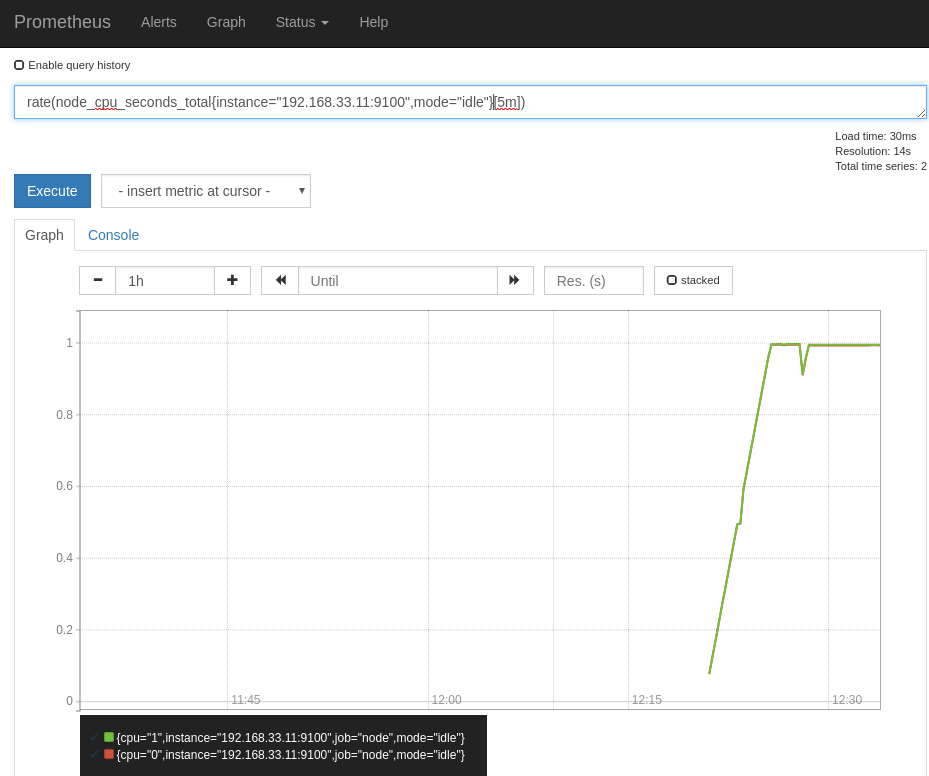 Prometheus Alerts Graph Status Help
Enable query history
rate(node_cpu_seconds_total{instance="192.168.33.11:9100",mode="idle"}[5m])
Load time: 30ms
Resolution: 14s
Total time series: 2
Execute - insert metric at cursor -
Graph Console
1h Until Res. (s) stacked
1
0.8
0.6
0.4
0.2
0
11:45 12:00 12:15 12:30
{cpu="1",instance="192.168.33.11:9100",job="node",mode="idle"}
{cpu="0",instance="192.168.33.11:9100",job="node",mode="idle"}